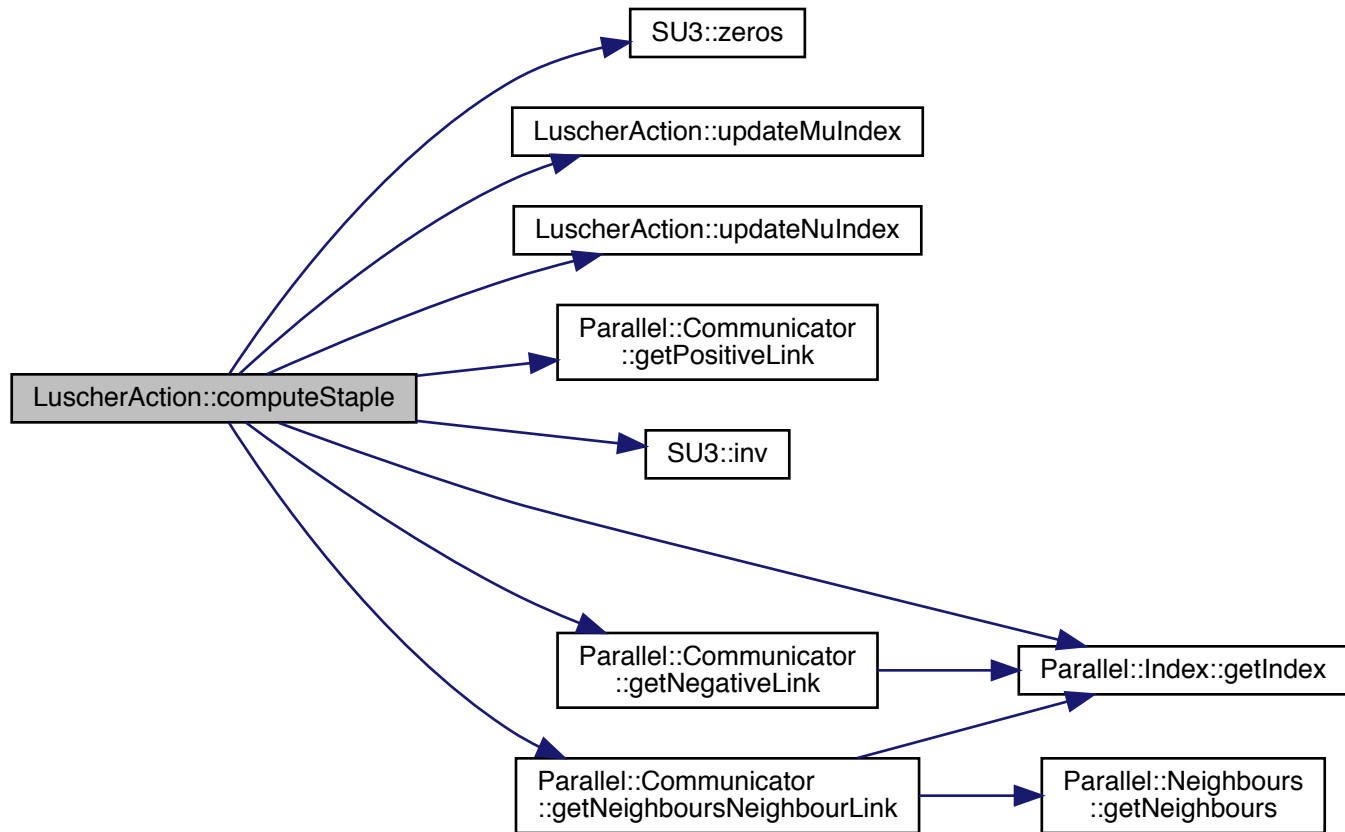 SU3::zeros
LuscherAction::updateMuIndex
LuscherAction::updateNuIndex
Parallel::Communicator
::getPositiveLink
LuscherAction::computeStaple
SU3::inv
Parallel::Communicator
::getNegativeLink
Parallel::Index::getIndex
Parallel::Communicator
::getNeighboursNeighbourLink
Parallel::Neighbours
::getNeighbours